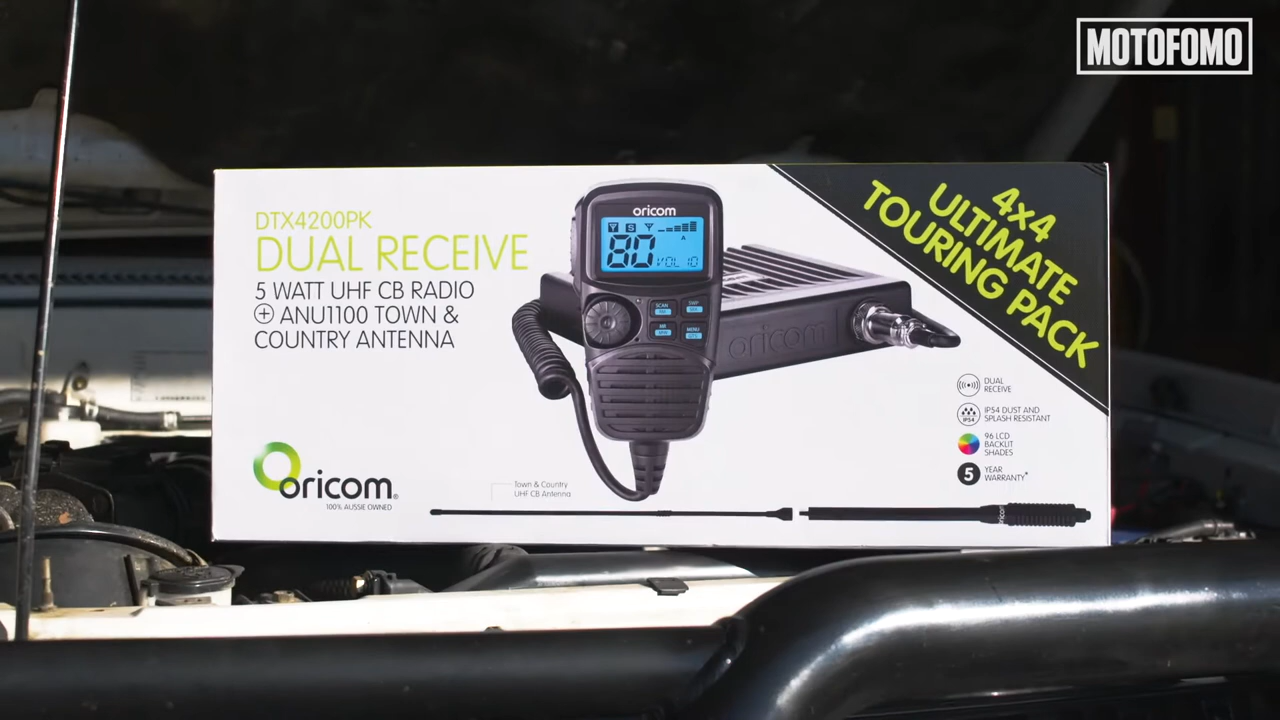 MOTOFOMO
DTX4200PK
DUAL RECEIVE
5 WATT UHF CB RADIO
+ ANU1100 TOWN &
COUNTRY ANTENNA
4x4
ULTIMATE
TOURING PACK
oricom
80
VOL 10
SCAN
SWP
MENU
oricom
DUAL
RECEIVE
IP54
IP54 DUST AND
SPLASH RESISTANT
96 LCD
BACKLIT
SHADES
5
YEAR
WARRANTY*
oricom®
100% AUSSIE OWNED
Town & Country
UHF CB Antenna
oricom